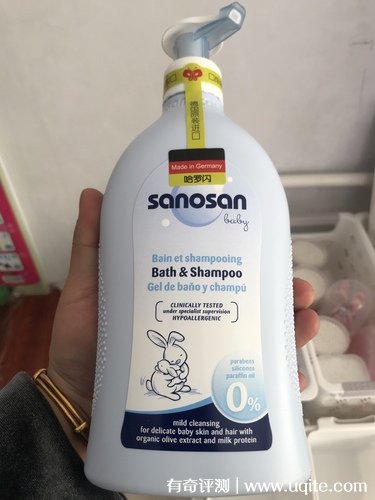 德国原装进口
Made in Germany
哈罗闪
sanosan
baby
Bain et shampooing
Bath & Shampoo
Gel de baño y champú
CLINICALLY TESTED
under specialist supervision
HYPOALLERGENIC
parabens
silicones
paraffin oil
0%
mild cleansing
for delicate baby skin and hair with
organic olive extract and milk protein
有奇评测 | www.uqite.com